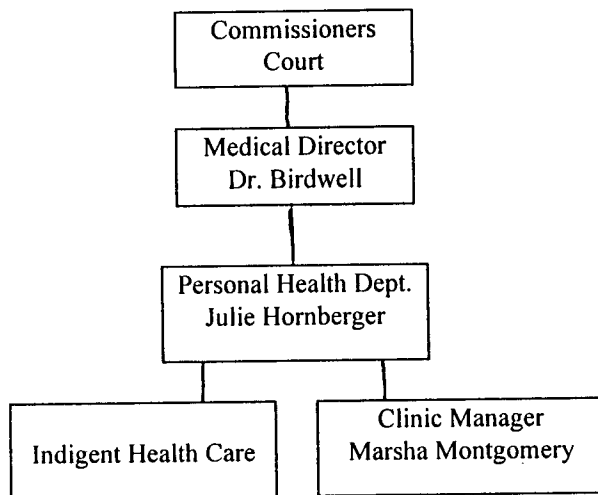 Commissioners
Court
Medical Director
Dr. Birdwell
Personal Health Dept.
Julie Hornberger
Indigent Health Care
Clinic Manager
Marsha Montgomery